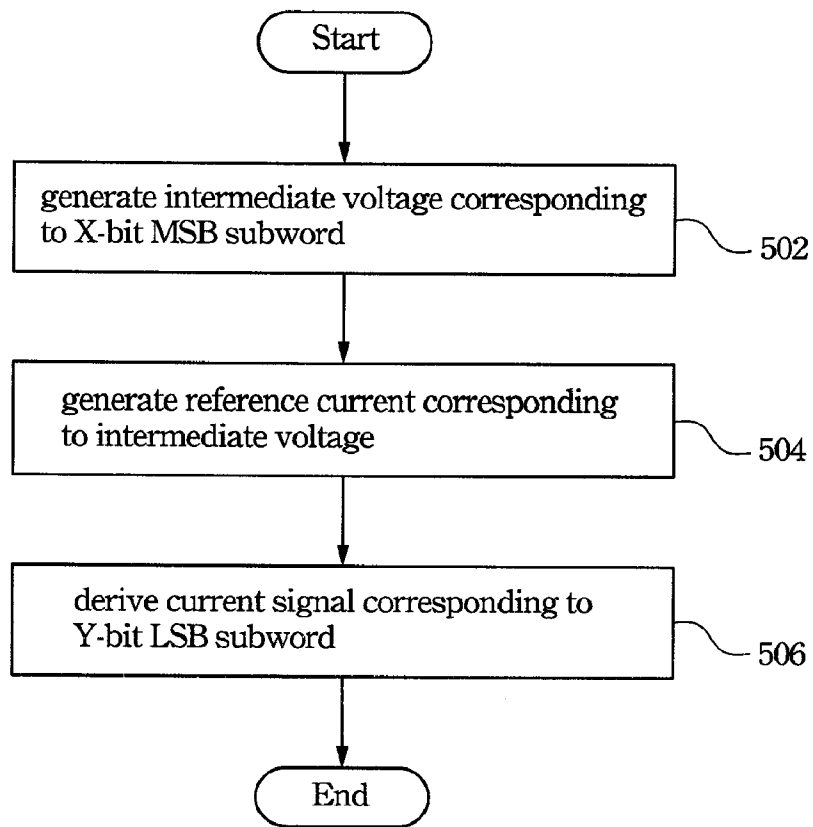 Start
generate intermediate voltage corresponding
to X-bit MSB subword
502
generate reference current corresponding
to intermediate voltage
504
derive current signal corresponding to
Y-bit LSB subword
506
End